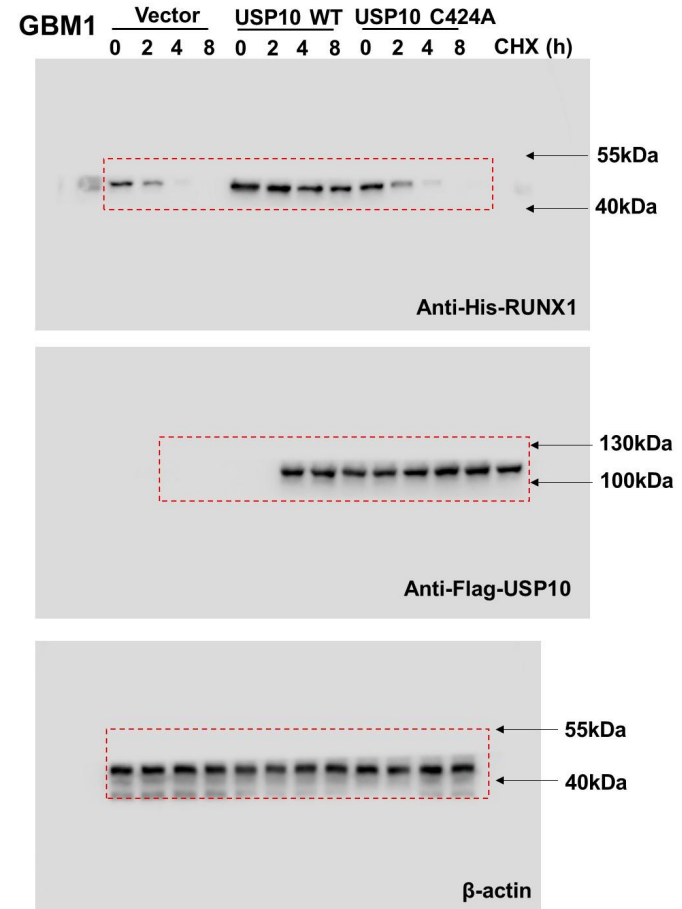 GBM1 Vector USP10 WT USP10 C424A
0 2 4 8 0 2 4 8 0 2 4 8 CHX (h)
55kDa
40kDa
Anti-His-RUNX1
130kDa
100kDa
Anti-Flag-USP10
55kDa
40kDa
β-actin